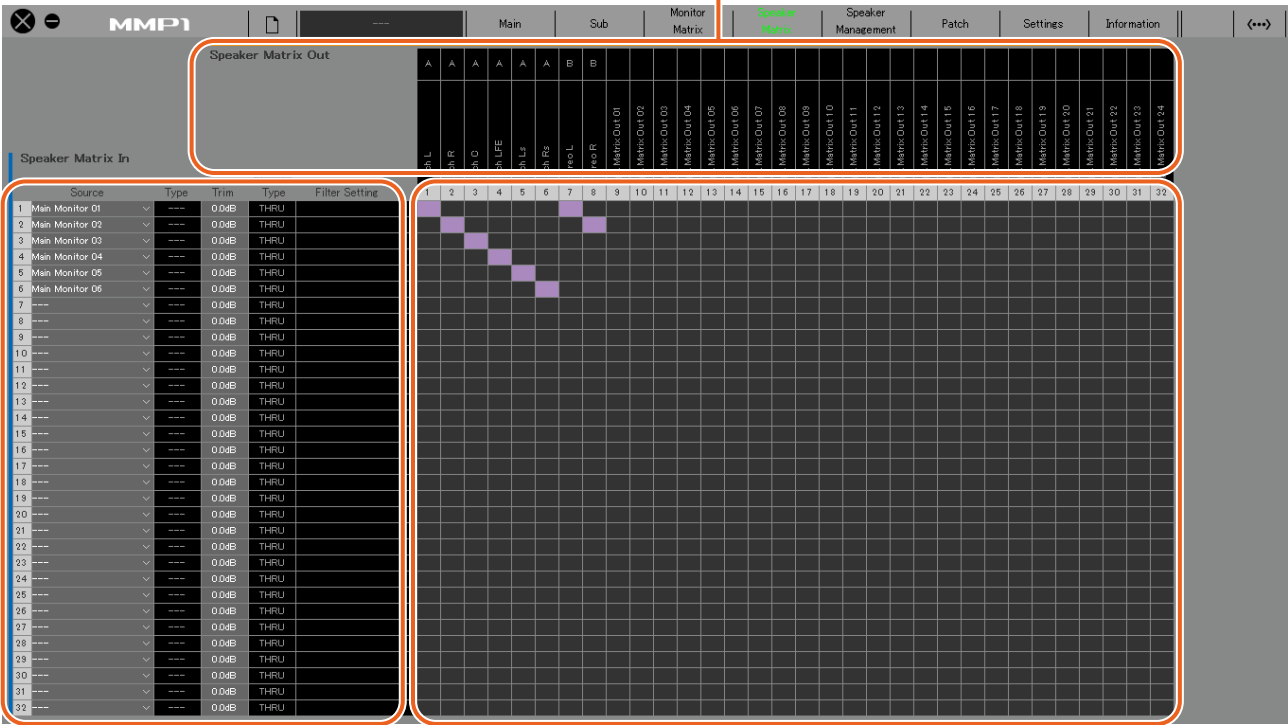 MMP1 --- Main Sub Monitor Matrix Speaker Matrix Speaker Management Patch Settings Information
Speaker Matrix Out
A A A A A A B B
ch L
ch R
ch C
ch LFE
ch Ls
ch Rs
reo L
reo R
Matrix Out 01
Matrix Out 02
Matrix Out 03
Matrix Out 04
Matrix Out 05
Matrix Out 06
Matrix Out 07
Matrix Out 08
Matrix Out 09
Matrix Out 10
Matrix Out 11
Matrix Out 12
Matrix Out 13
Matrix Out 14
Matrix Out 15
Matrix Out 16
Matrix Out 17
Matrix Out 18
Matrix Out 19
Matrix Out 20
Matrix Out 21
Matrix Out 22
Matrix Out 23
Matrix Out 24
Speaker Matrix In
Source Type Trim Type Filter Setting 1 2 3 4 5 6 7 8 9 10 11 12 13 14 15 16 17 18 19 20 21 22 23 24 25 26 27 28 29 30 31 32
1 Main Monitor 01 --- 0.0dB THRU
2 Main Monitor 02 --- 0.0dB THRU
3 Main Monitor 03 --- 0.0dB THRU
4 Main Monitor 04 --- 0.0dB THRU
5 Main Monitor 05 --- 0.0dB THRU
6 Main Monitor 06 --- 0.0dB THRU
7 --- --- 0.0dB THRU
8 --- --- 0.0dB THRU
9 --- --- 0.0dB THRU
10 --- --- 0.0dB THRU
11 --- --- 0.0dB THRU
12 --- --- 0.0dB THRU
13 --- --- 0.0dB THRU
14 --- --- 0.0dB THRU
15 --- --- 0.0dB THRU
16 --- --- 0.0dB THRU
17 --- --- 0.0dB THRU
18 --- --- 0.0dB THRU
19 --- --- 0.0dB THRU
20 --- --- 0.0dB THRU
21 --- --- 0.0dB THRU
22 --- --- 0.0dB THRU
23 --- --- 0.0dB THRU
24 --- --- 0.0dB THRU
25 --- --- 0.0dB THRU
26 --- --- 0.0dB THRU
27 --- --- 0.0dB THRU
28 --- --- 0.0dB THRU
29 --- --- 0.0dB THRU
30 --- --- 0.0dB THRU
31 --- --- 0.0dB THRU
32 --- --- 0.0dB THRU